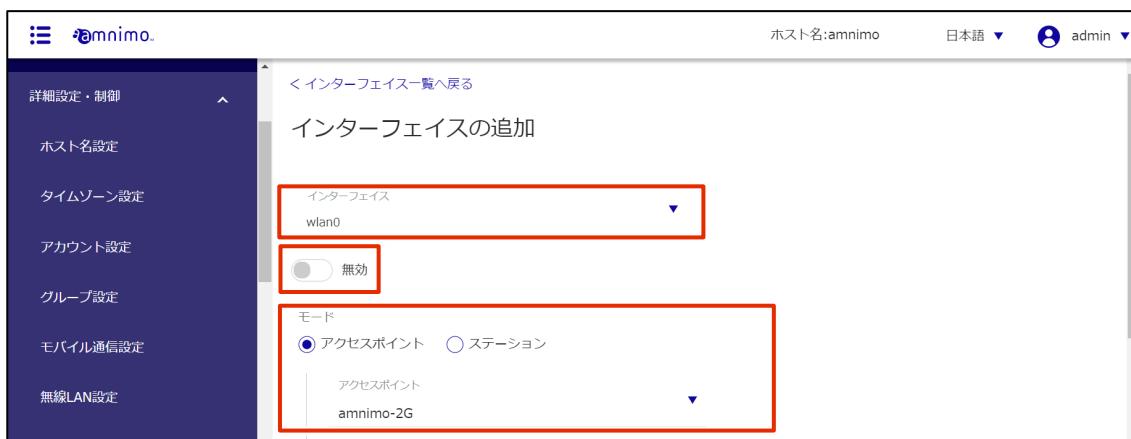 amnimo
ホスト名:amnimo
日本語 ▼
admin ▼
詳細設定・制御
ホスト名設定
タイムゾーン設定
アカウント設定
グループ設定
モバイル通信設定
無線LAN設定
< インターフェイス一覧へ戻る
インターフェイスの追加
インターフェイス
wlan0
無効
モード
アクセスポイント ステーション
アクセスポイント
amnimo-2G